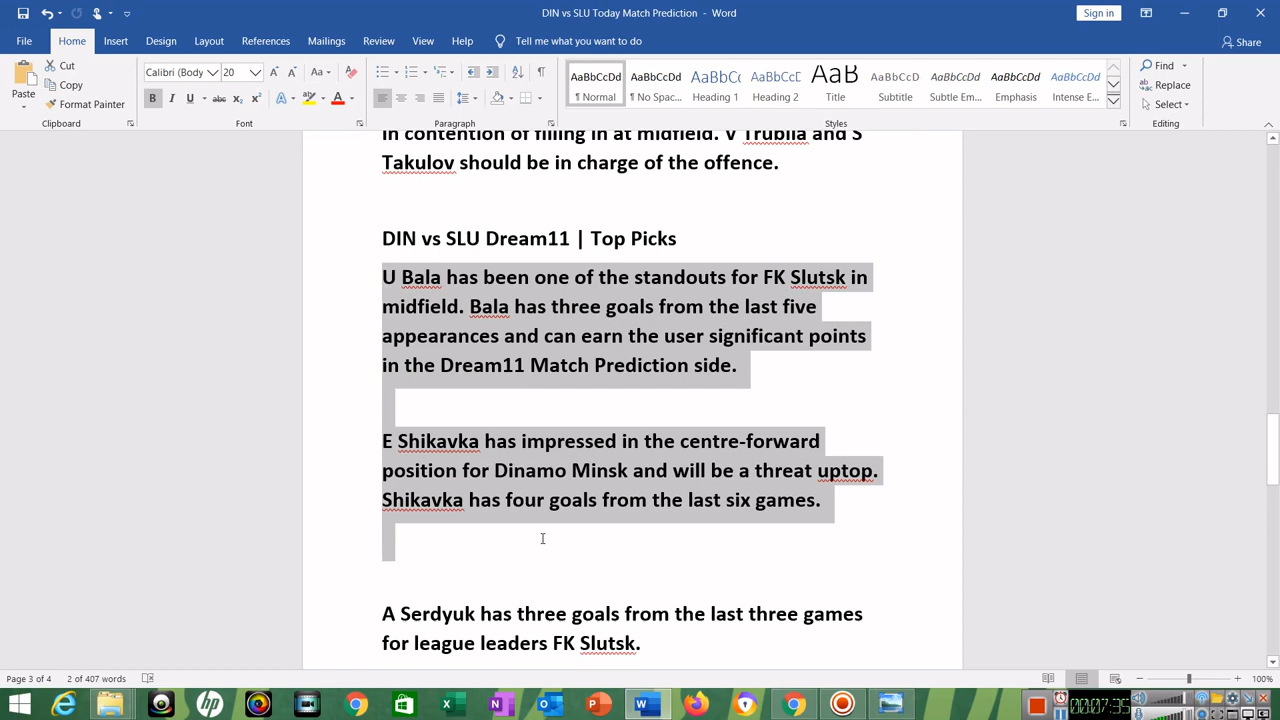 DIN vs SLU Today Match Prediction - Word
Sign in
File Home Insert Design Layout References Mailings Review View Help Tell me what you want to do Share
Paste Cut Copy Format Painter
Calibri (Body 20 Aa
B I U abc X₂ X² A
AaBbCcDd AaBbCcDd AaBbCc AaBbCcD AaB AaBbCcDd AaBbCcDd AaBbCcDd AaBbCcDd
¶ Normal ¶ No Spac... Heading 1 Heading 2 Title Subtitle Subtle Em... Emphasis Intense E...
Find Replace Select
Clipboard Font Paragraph Styles Editing
in contention of filling in at midfield. V Trubila and S
Takulov should be in charge of the offence.
DIN vs SLU Dream11 | Top Picks
U Bala has been one of the standouts for FK Slutsk in
midfield. Bala has three goals from the last five
appearances and can earn the user significant points
in the Dream11 Match Prediction side.
E Shikavka has impressed in the centre-forward
position for Dinamo Minsk and will be a threat uptop.
Shikavka has four goals from the last six games.
A Serdyuk has three goals from the last three games
for league leaders FK Slutsk.
Page 3 of 4 2 of 407 words 100%